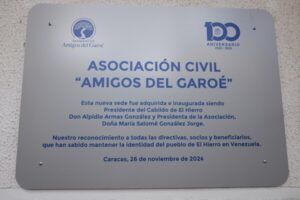 Amigos del Garoé
100
ANIVERSARIO
ASOCIACIÓN CIVIL
“AMIGOS DEL GAROÉ”
Esta nueva sede fue adquirida e inaugurada siendo
Presidente del Cabildo de El Hierro
Don Alpidio Armas González y Presidenta de la Asociación,
Doña María Salomé González Jorge.
Nuestro reconocimiento a todas las directivas, socios y beneficiarios,
que han sabido mantener la identidad del pueblo de El Hierro en Venezuela.
Caracas, 26 de noviembre de 2024